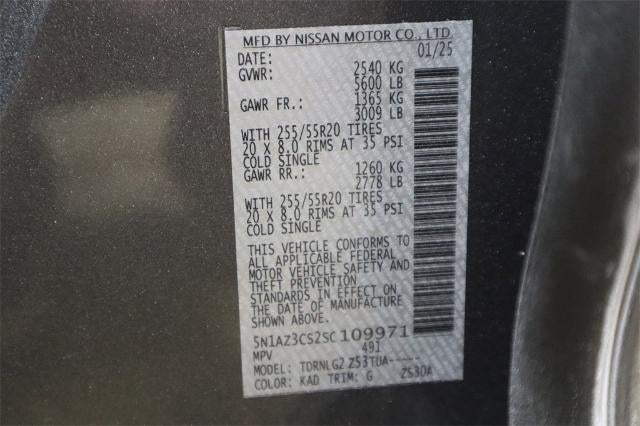 MFD BY NISSAN MOTOR CO., LTD.
DATE: 01/25
GVWR: 2540 KG
5600 LB
GAWR FR.: 1365 KG
3009 LB
WITH 255/55R20 TIRES
20 X 8.0 RIMS AT 35 PSI
COLD SINGLE
GAWR RR.: 1260 KG
2778 LB
WITH 255/55R20 TIRES
20 X 8.0 RIMS AT 35 PSI
COLD SINGLE
THIS VEHICLE CONFORMS TO
ALL APPLICABLE FEDERAL
MOTOR VEHICLE SAFETY AND
THEFT PREVENTION
STANDARDS IN EFFECT ON
THE DATE OF MANUFACTURE
SHOWN ABOVE.
5N1AZ3CS2SC109971
MPV 491
MODEL: TDRNLG2 Z53TUA-----
COLOR: KAD TRIM: G ZS30A